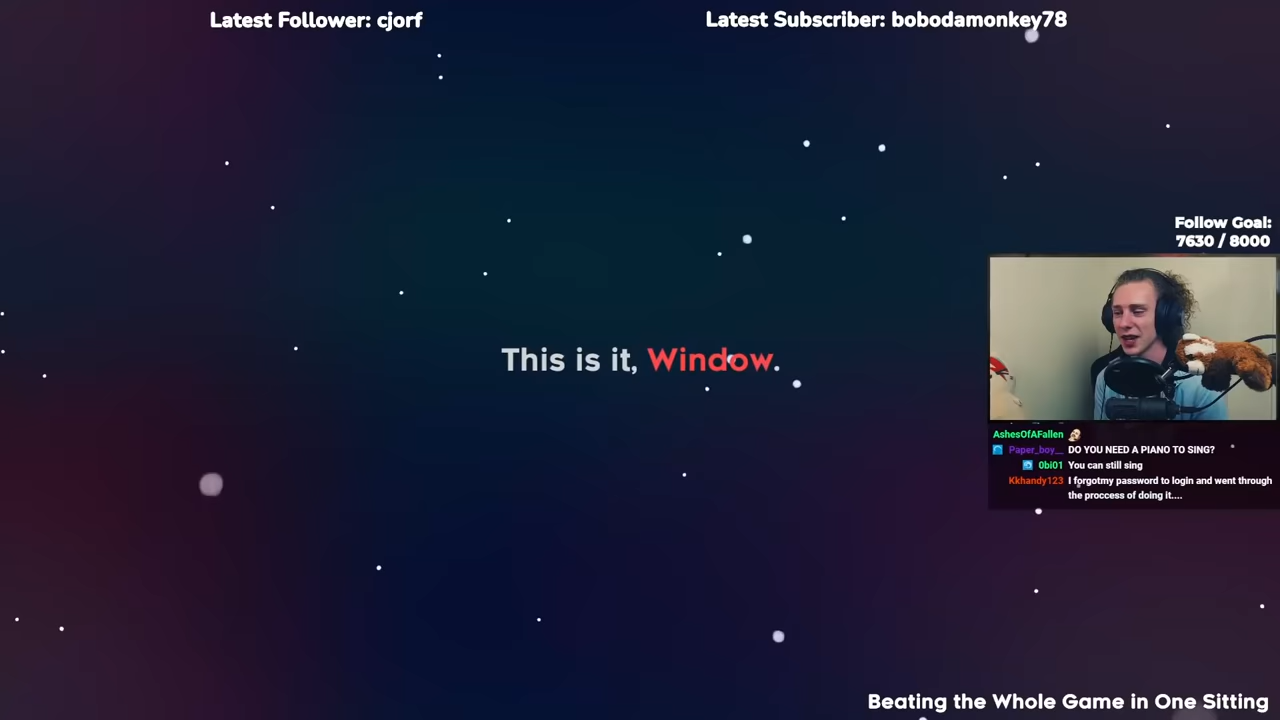 Latest Follower: cjorf
Latest Subscriber: bobodamonkey78
Follow Goal:
7630 / 8000
This is it, Window.
AshesOfAFallen
Paper_boy__ DO YOU NEED A PIANO TO SING?
0bi01 You can still sing
Kkhandy123 I forgotmy password to login and went through
the proccess of doing it....
Beating the Whole Game in One Sitting